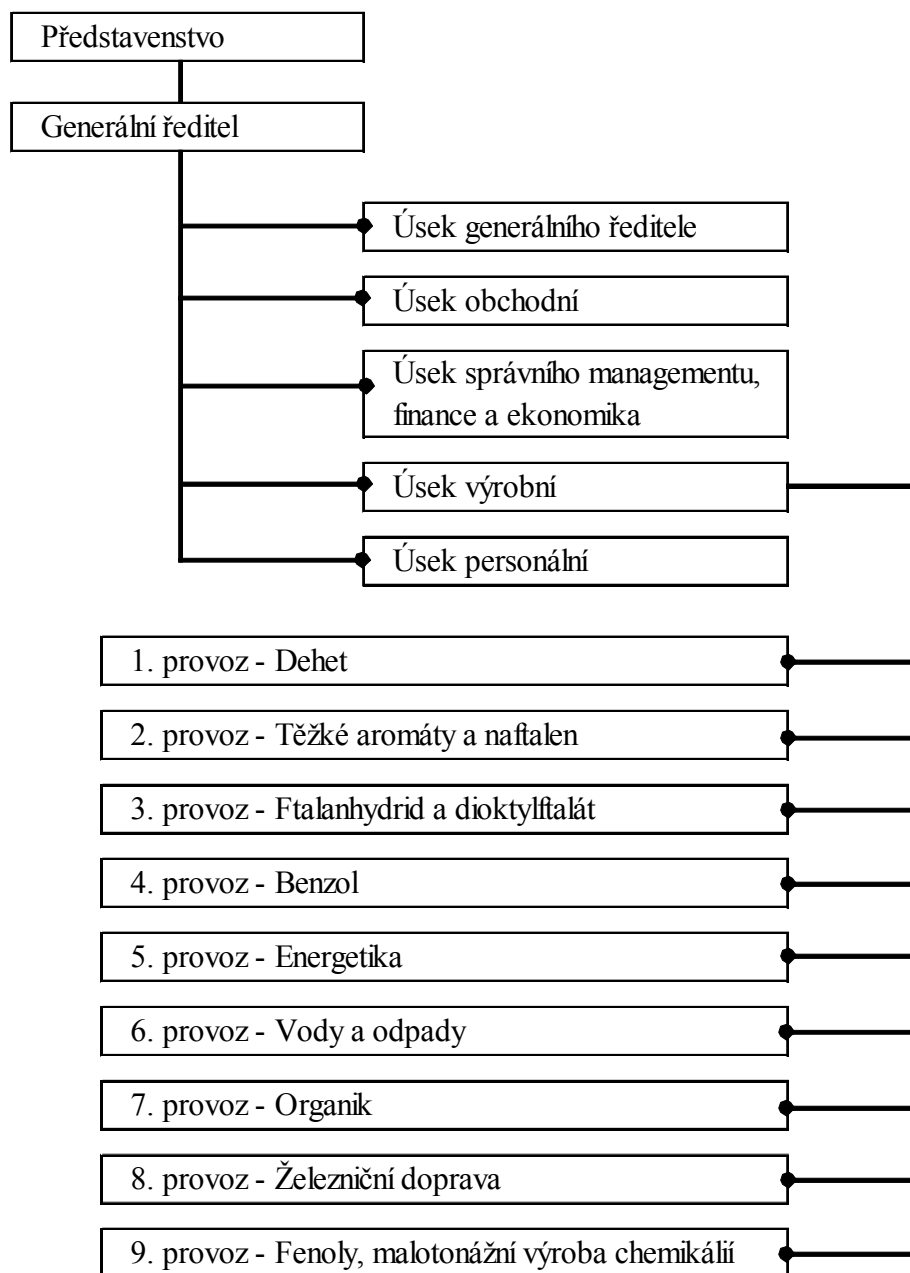 Představenstvo
Generální ředitel
Úsek generálního ředitele
Úsek obchodní
Úsek správního managementu,
finance a ekonomika
Úsek výrobní
Úsek personální
1. provoz - Dehet
2. provoz - Těžké aromáty a naftalen
3. provoz - Ftalanhydrid a dioktylftalát
4. provoz - Benzol
5. provoz - Energetika
6. provoz - Vody a odpady
7. provoz - Organik
8. provoz - Železniční doprava
9. provoz - Fenoly, malotonážní výroba chemikálií